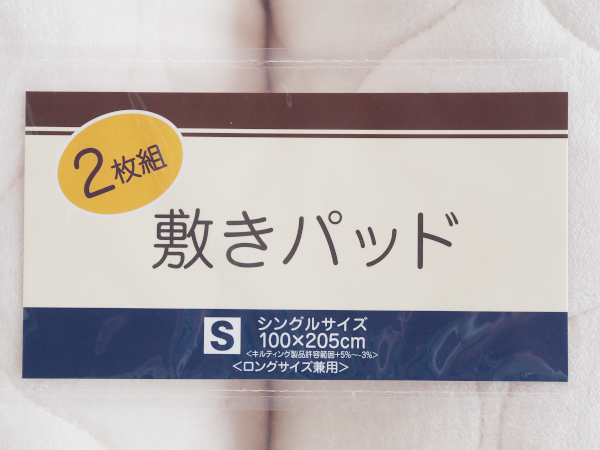 2枚組
敷きパッド
S
シングルサイズ
100×205cm
<キルティング製品許容範囲+5%〜-3%>
<ロングサイズ兼用>